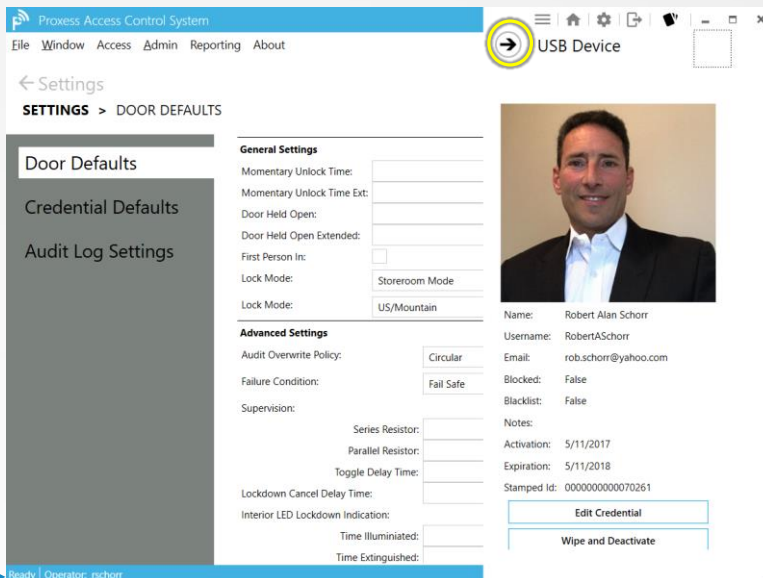 Proxess Access Control System
File Window Access Admin Reporting About
USB Device
Settings
SETTINGS > DOOR DEFAULTS
Door Defaults
Credential Defaults
Audit Log Settings
General Settings
Momentary Unlock Time:
Momentary Unlock Time Ext:
Door Held Open:
Door Held Open Extended:
First Person In:
Lock Mode: Storeroom Mode
Lock Mode: US/Mountain
Advanced Settings
Audit Overwrite Policy: Circular
Failure Condition: Fail Safe
Supervision:
Series Resistor:
Parallel Resistor:
Toggle Delay Time:
Lockdown Cancel Delay Time:
Interior LED Lockdown Indication:
Time Illuminiated:
Time Extinguished:
Name: Robert Alan Schorr
Username: RobertASchorr
Email: rob.schorr@yahoo.com
Blocked: False
Blacklist: False
Notes:
Activation: 5/11/2017
Expiration: 5/11/2018
Stamped Id: 0000000000070261
Edit Credential
Wipe and Deactivate
Ready Operator: rschorr